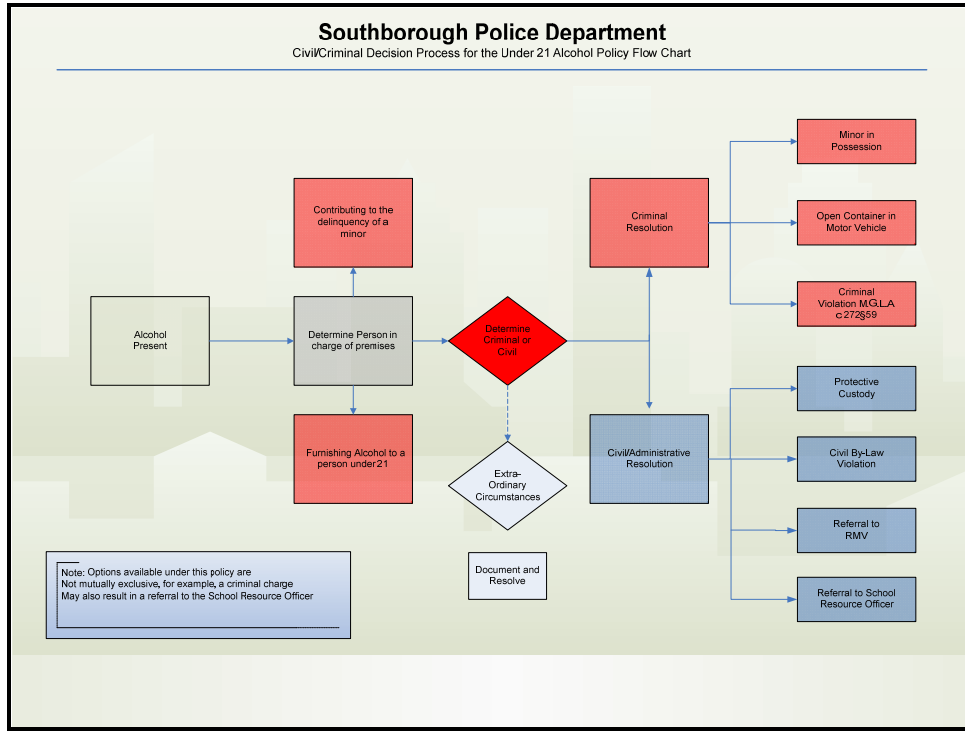 Southborough Police Department
Civil/Criminal Decision Process for the Under 21 Alcohol Policy Flow Chart
Minor in
Possession
Contributing to the
delinquency of a
minor
Criminal
Resolution
Open Container in
Motor Vehicle
Criminal
Violation M.G.L.A
c 272§59
Alcohol
Present
Determine Person in
charge of premises
Determine
Criminal or
Civil
Protective
Custody
Furnishing Alcohol to a
person under 21
Civil/Administrative
Resolution
Civil By-Law
Violation
Extra-
Ordinary
Circumstances
Referral to
RMV
Document and
Resolve
Referral to School
Resource Officer
Note: Options available under this policy are
Not mutually exclusive, for example, a criminal charge
May also result in a referral to the School Resource Officer